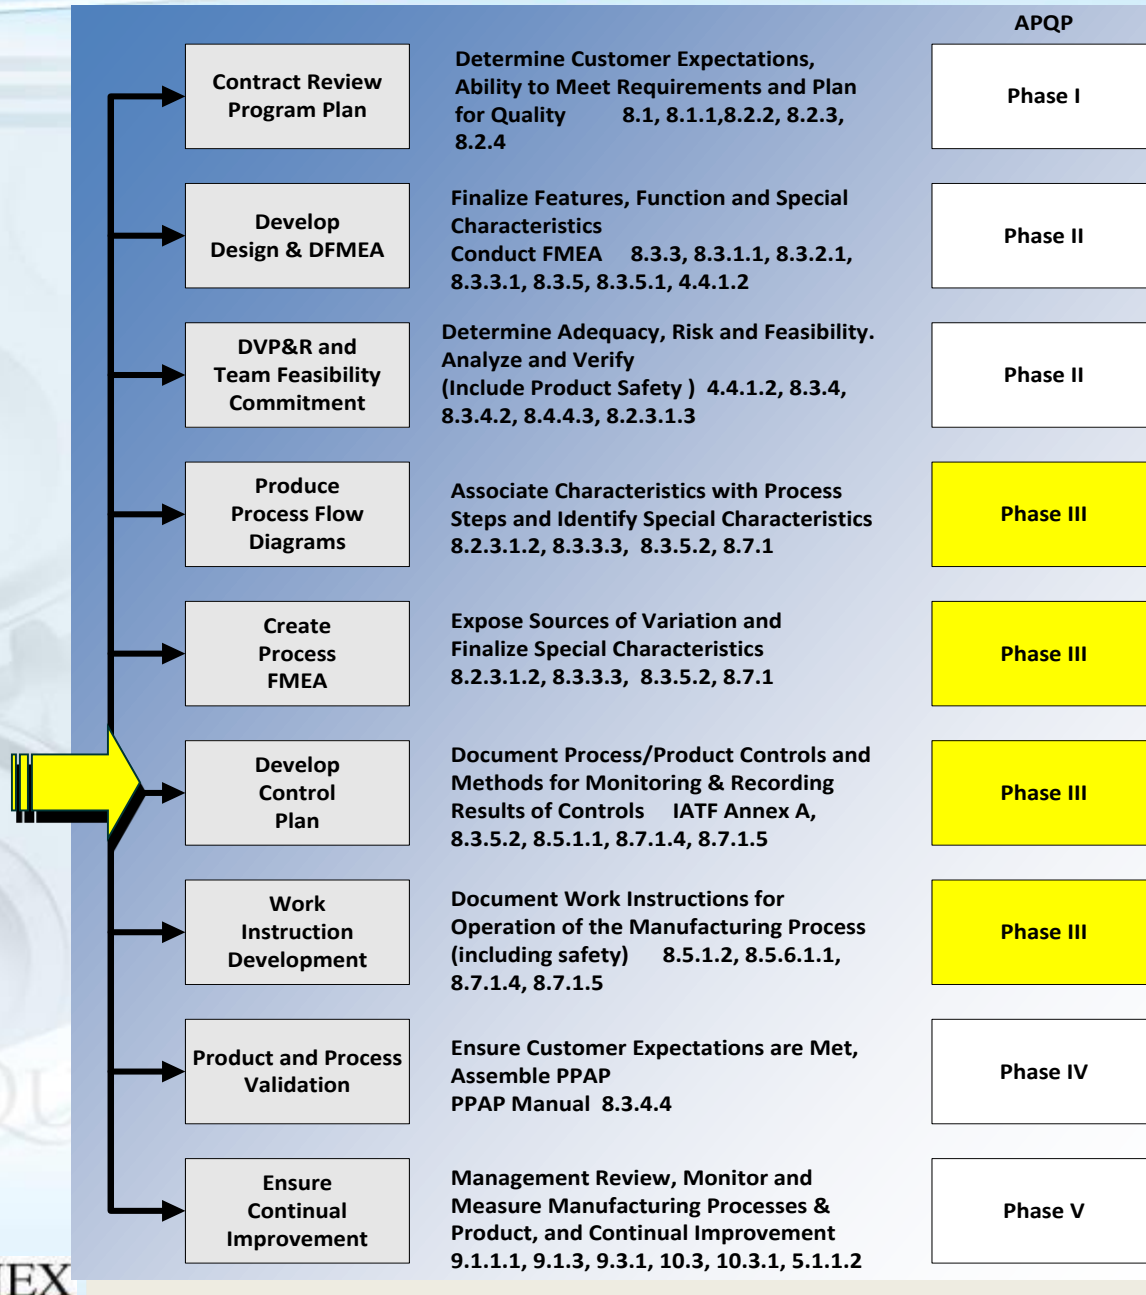 APQP
Contract Review
Program Plan
Determine Customer Expectations,
Ability to Meet Requirements and Plan
for Quality 8.1, 8.1.1,8.2.2, 8.2.3,
8.2.4
Phase I
Develop
Design & DFMEA
Finalize Features, Function and Special
Characteristics
Conduct FMEA 8.3.3, 8.3.1.1, 8.3.2.1,
8.3.3.1, 8.3.5, 8.3.5.1, 4.4.1.2
Phase II
DVP&R and
Team Feasibility
Commitment
Determine Adequacy, Risk and Feasibility.
Analyze and Verify
(Include Product Safety ) 4.4.1.2, 8.3.4,
8.3.4.2, 8.4.4.3, 8.2.3.1.3
Phase II
Produce
Process Flow
Diagrams
Associate Characteristics with Process
Steps and Identify Special Characteristics
8.2.3.1.2, 8.3.3.3, 8.3.5.2, 8.7.1
Phase III
Create
Process
FMEA
Expose Sources of Variation and
Finalize Special Characteristics
8.2.3.1.2, 8.3.3.3, 8.3.5.2, 8.7.1
Phase III
Develop
Control
Plan
Document Process/Product Controls and
Methods for Monitoring & Recording
Results of Controls IATF Annex A,
8.3.5.2, 8.5.1.1, 8.7.1.4, 8.7.1.5
Phase III
Work
Instruction
Development
Document Work Instructions for
Operation of the Manufacturing Process
(including safety) 8.5.1.2, 8.5.6.1.1,
8.7.1.4, 8.7.1.5
Phase III
Product and Process
Validation
Ensure Customer Expectations are Met,
Assemble PPAP
PPAP Manual 8.3.4.4
Phase IV
Ensure
Continual
Improvement
Management Review, Monitor and
Measure Manufacturing Processes &
Product, and Continual Improvement
9.1.1.1, 9.1.3, 9.3.1, 10.3, 10.3.1, 5.1.1.2
Phase V